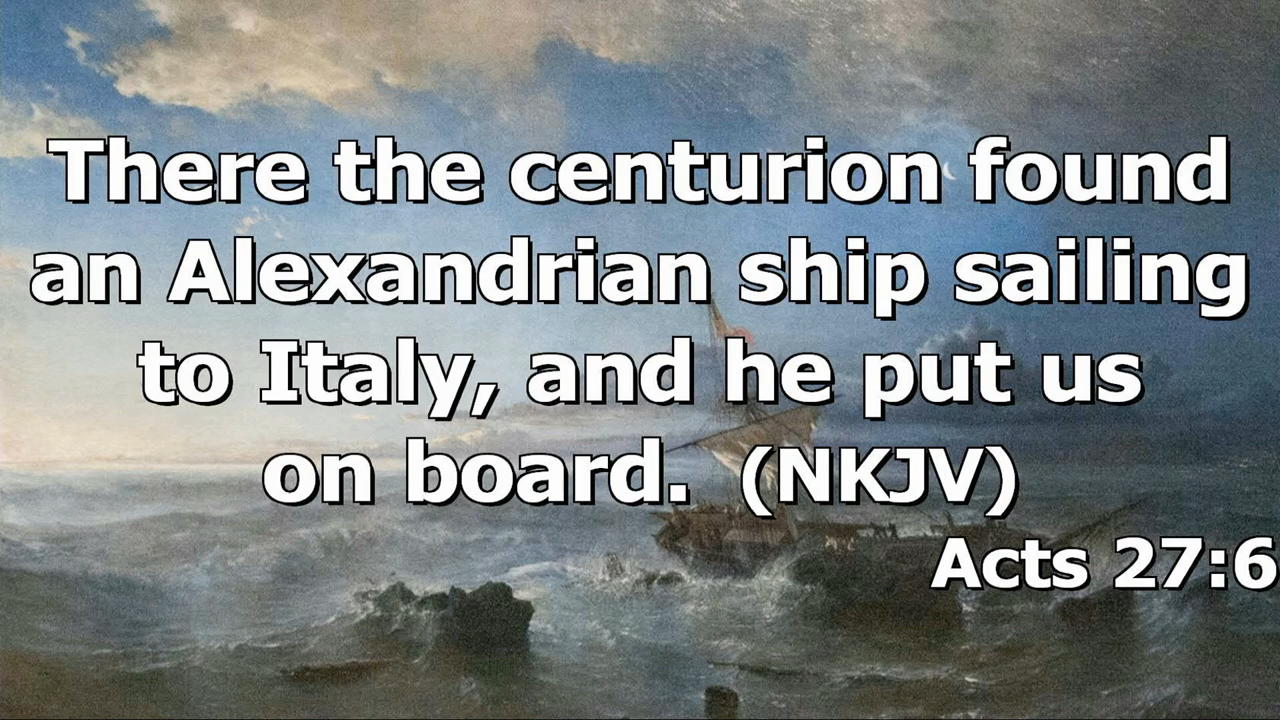 There the centurion found
an Alexandrian ship sailing
to Italy, and he put us
on board. (NKJV)
Acts 27:6